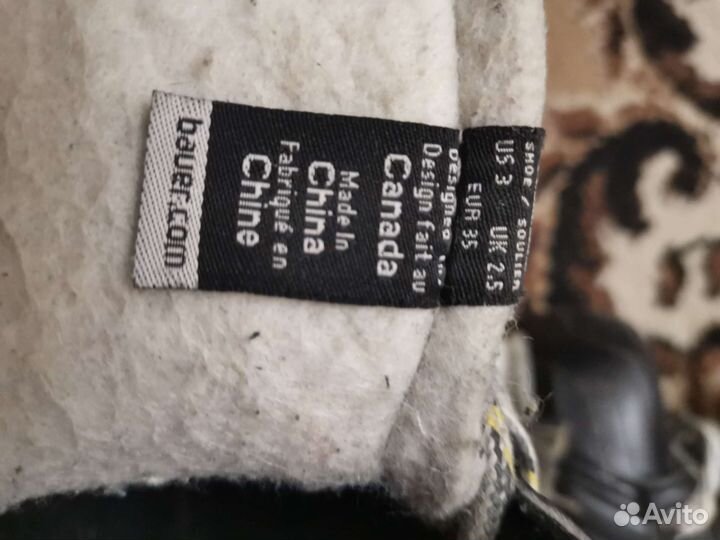 SHOE / SOULIER
US 3 UK 2.5
EUR 35
Designed in
Design fait au
Canada
Made In
China
Fabriqué en
Chine
bauer.com
Avito